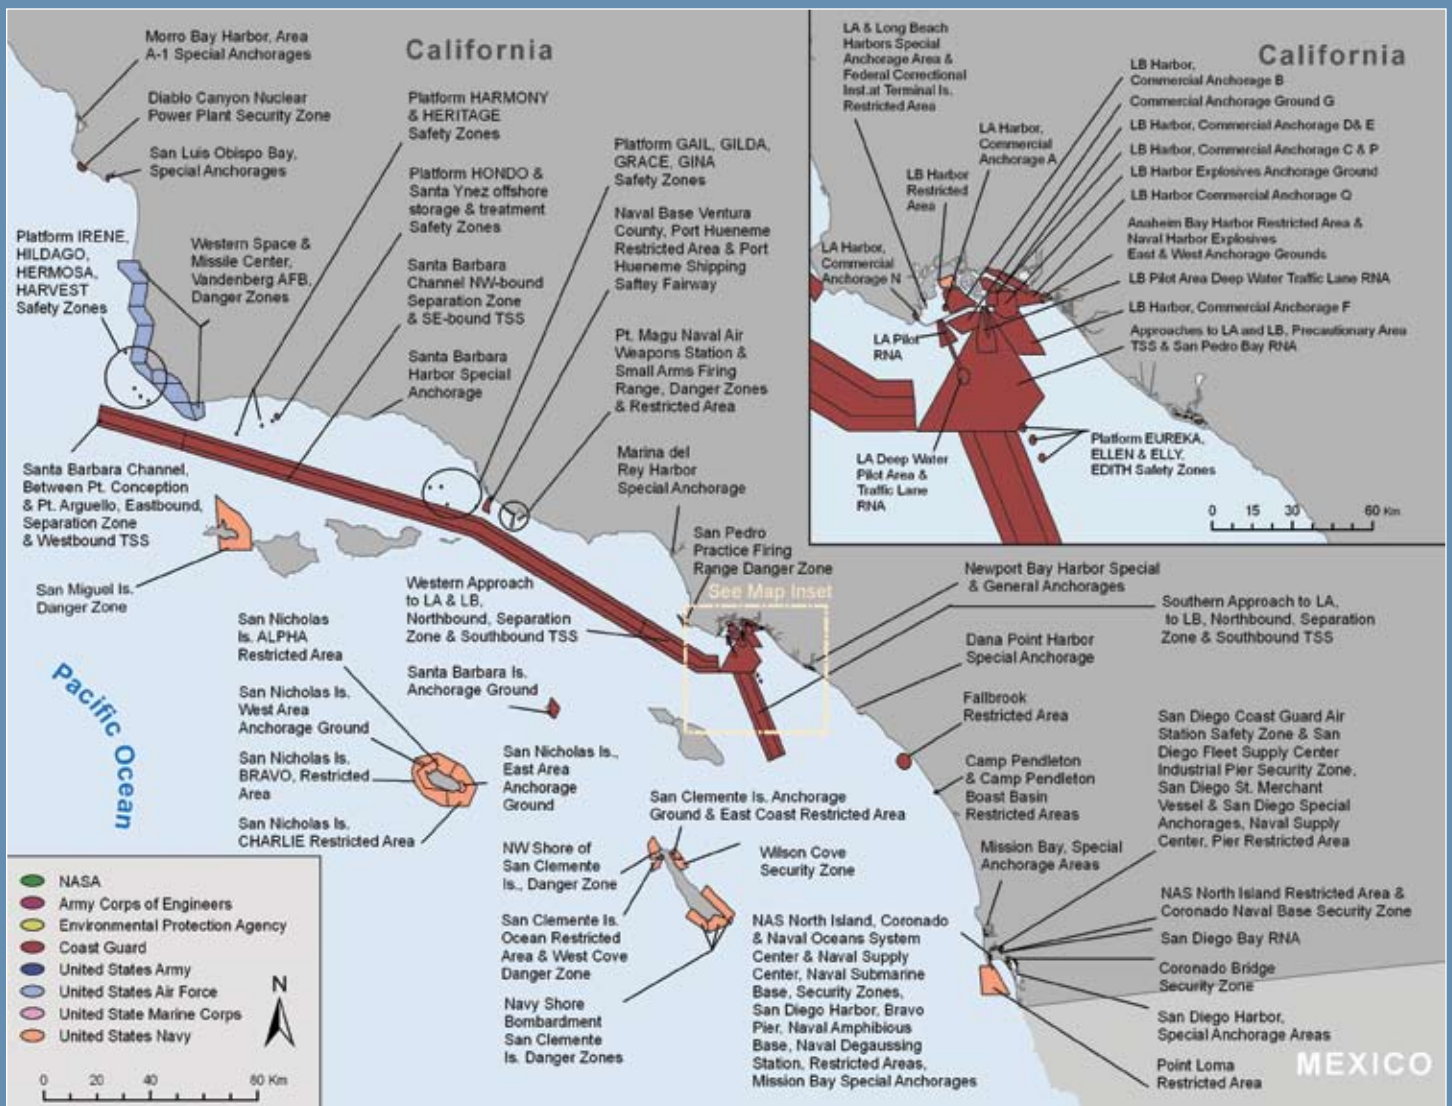 California
Morro Bay Harbor, Area
A-1 Special Anchorages
Diablo Canyon Nuclear
Power Plant Security Zone
San Luis Obispo Bay,
Special Anchorages
Platform IRENE,
HILDAGO,
HERMOSA,
HARVEST
Safety Zones
Western Space &
Missile Center,
Vandenberg AFB,
Danger Zones
Platform HARMONY
& HERITAGE
Safety Zones
Platform HONDO &
Santa Ynez offshore
storage & treatment
Safety Zones
Santa Barbara
Channel NW-bound
Separation Zone
& SE-bound TSS
Santa Barbara
Harbor Special
Anchorage
Platform GAIL, GILDA,
GRACE, GINA
Safety Zones
Naval Base Ventura
County, Port Hueneme
Restricted Area & Port
Hueneme Shipping
Saftey Fairway
Pt. Magu Naval Air
Weapons Station &
Small Arms Firing
Range, Danger Zones
& Restricted Area
Marina del
Rey Harbor
Special Anchorage
San Pedro
Practice Firing
Range Danger Zone
See Map Inset
Santa Barbara Channel,
Between Pt. Conception
& Pt. Arguello, Eastbound,
Separation Zone
& Westbound TSS
San Miguel Is.
Danger Zone
Western Approach
to LA & LB,
Northbound, Separation
Zone & Southbound TSS
Santa Barbara Is.
Anchorage Ground
San Nicholas
Is. ALPHA
Restricted Area
San Nicholas Is.
West Area
Anchorage Ground
San Nicholas Is.
BRAVO, Restricted
Area
San Nicholas Is.
CHARLIE Restricted Area
San Nicholas Is.,
East Area
Anchorage
Ground
Pacific Ocean
San Clemente Is. Anchorage
Ground & East Coast Restricted Area
NW Shore of
San Clemente
Is., Danger Zone
Wilson Cove
Security Zone
San Clemente Is.
Ocean Restricted
Area & West Cove
Danger Zone
Navy Shore
Bombardment
San Clemente
Is. Danger Zones
NAS North Island, Coronado
& Naval Oceans System
Center & Naval Supply
Center, Naval Submarine
Base, Security Zones,
San Diego Harbor, Bravo
Pier, Naval Amphibious
Base, Naval Degaussing
Station, Restricted Areas,
Mission Bay Special Anchorages
Newport Bay Harbor Special
& General Anchorages
Southern Approach to LA,
to LB, Northbound, Separation
Zone & Southbound TSS
Dana Point Harbor
Special Anchorage
Fallbrook
Restricted Area
Camp Pendleton
& Camp Pendleton
Boast Basin
Restricted Areas
Mission Bay, Special
Anchorage Areas
San Diego Coast Guard Air
Station Safety Zone & San
Diego Fleet Supply Center
Industrial Pier Security Zone,
San Diego St. Merchant
Vessel & San Diego Special
Anchorages, Naval Supply
Center, Pier Restricted Area
NAS North Island Restricted Area &
Coronado Naval Base Security Zone
San Diego Bay RNA
Coronado Bridge
Security Zone
San Diego Harbor,
Special Anchorage Areas
Point Loma
Restricted Area
MEXICO
California
LA & Long Beach
Harbors Special
Anchorage Area &
Federal Correctional
Inst.at Terminal Is.
Restricted Area
LA Harbor,
Commercial
Anchorage A
LB Harbor
Restricted
Area
LA Harbor,
Commercial
Anchorage N
LB Harbor,
Commercial Anchorage B
Commercial Anchorage Ground G
LB Harbor, Commercial Anchorage D& E
LB Harbor, Commercial Anchorage C & P
LB Harbor Explosives Anchorage Ground
LB Harbor Commercial Anchorage Q
Anaheim Bay Harbor Restricted Area &
Naval Harbor Explosives
East & West Anchorage Grounds
LB Pilot Area Deep Water Traffic Lane RNA
LB Harbor, Commercial Anchorage F
Approaches to LA and LB, Precautionary Area
TSS & San Pedro Bay RNA
LA Pilot
RNA
LA Deep Water
Pilot Area &
Traffic Lane
RNA
Platform EUREKA,
ELLEN & ELLY,
EDITH Safety Zones
0 15 30 60 Km
NASA
Army Corps of Engineers
Environmental Protection Agency
Coast Guard
United States Army
United States Air Force
United State Marine Corps
United States Navy
N
0 20 40 80 Km